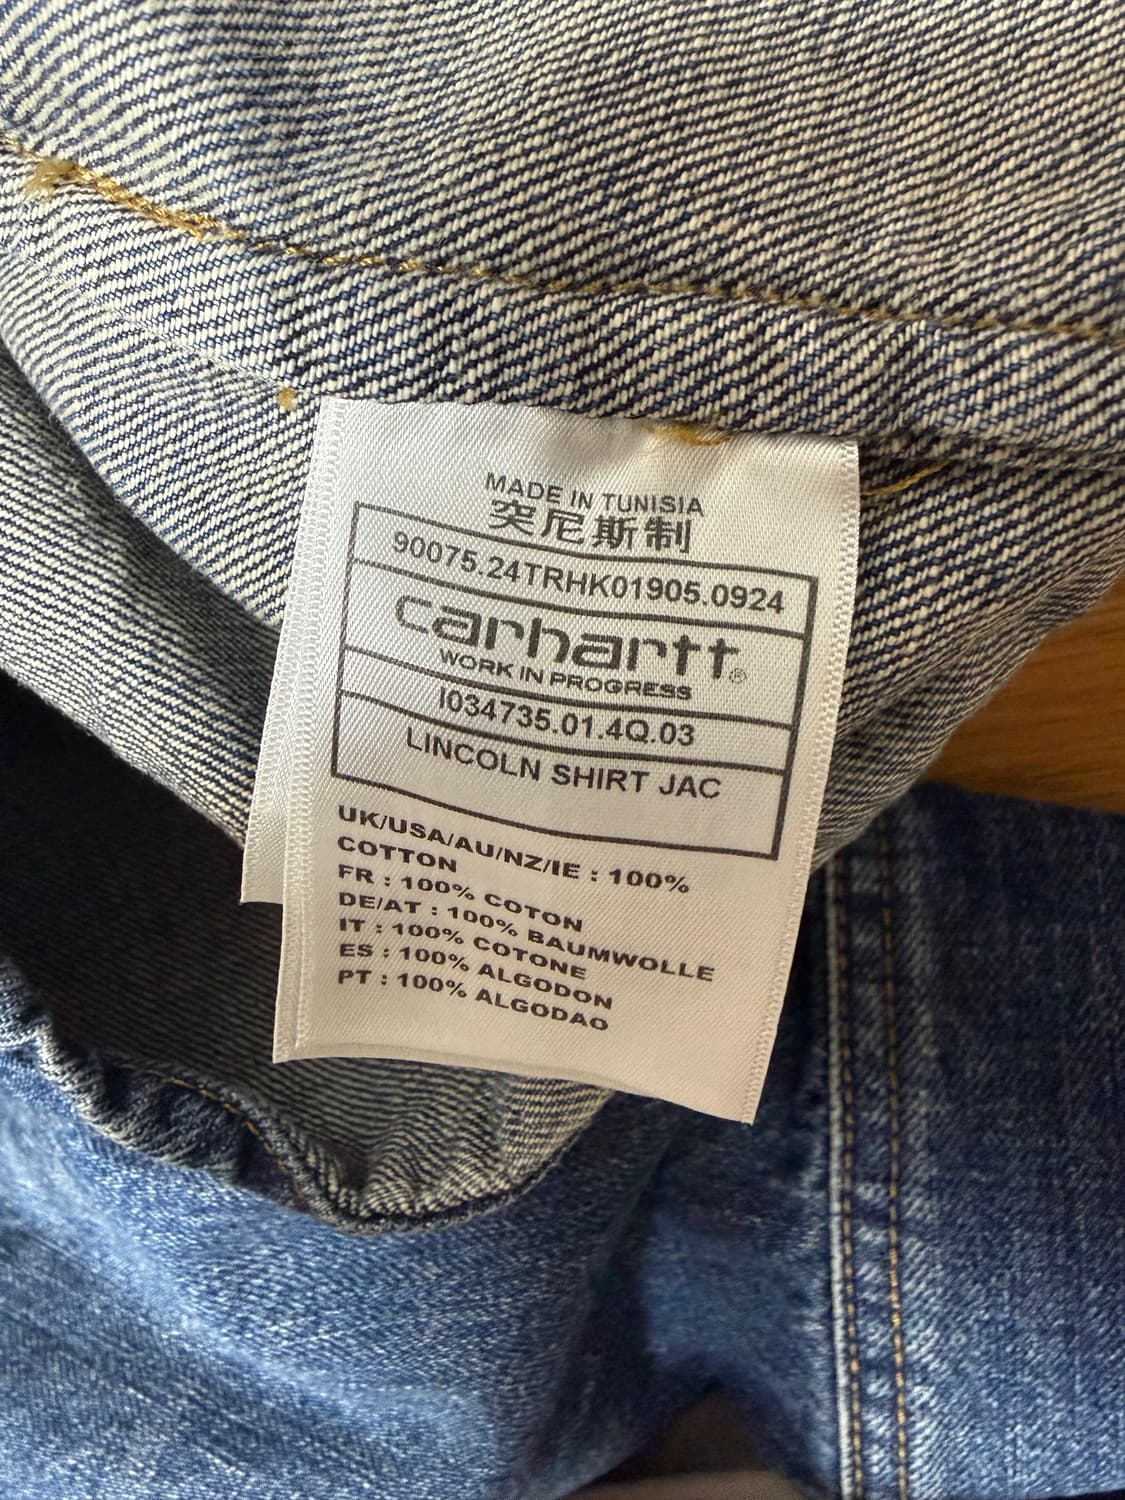 MADE IN TUNISIA
突尼斯制
90075.24TRHK01905.0924
carhartt®
WORK IN PROGRESS
I034735.01.4Q.03
LINCOLN SHIRT JAC
UK/USA/AU/NZ/IE : 100%
COTTON
FR : 100% COTON
DE/AT : 100% BAUMWOLLE
IT : 100% COTONE
ES : 100% ALGODON
PT : 100% ALGODAO